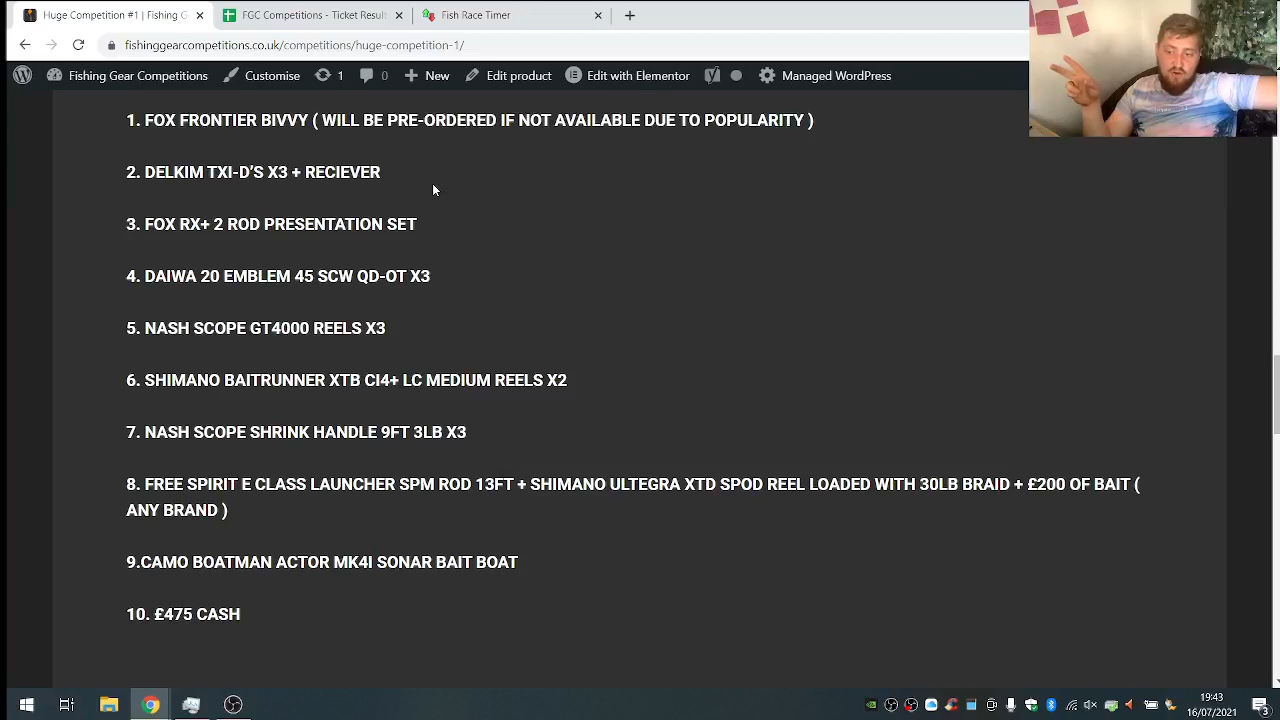 Huge Competition #1 | Fishing G
FGC Competitions - Ticket Result
Fish Race Timer
fishinggearcompetitions.co.uk/competitions/huge-competition-1/
Fishing Gear Competitions
Customise
1
0
New
Edit product
Edit with Elementor
Managed WordPress
1. FOX FRONTIER BIVVY ( WILL BE PRE-ORDERED IF NOT AVAILABLE DUE TO POPULARITY )
2. DELKIM TXI-D'S X3 + RECIEVER
3. FOX RX+ 2 ROD PRESENTATION SET
4. DAIWA 20 EMBLEM 45 SCW QD-OT X3
5. NASH SCOPE GT4000 REELS X3
6. SHIMANO BAITRUNNER XTB CI4+ LC MEDIUM REELS X2
7. NASH SCOPE SHRINK HANDLE 9FT 3LB X3
8. FREE SPIRIT E CLASS LAUNCHER SPM ROD 13FT + SHIMANO ULTEGRA XTD SPOD REEL LOADED WITH 30LB BRAID + £200 OF BAIT (
ANY BRAND )
9.CAMO BOATMAN ACTOR MK4I SONAR BAIT BOAT
10. £475 CASH
19:43
16/07/2021
3